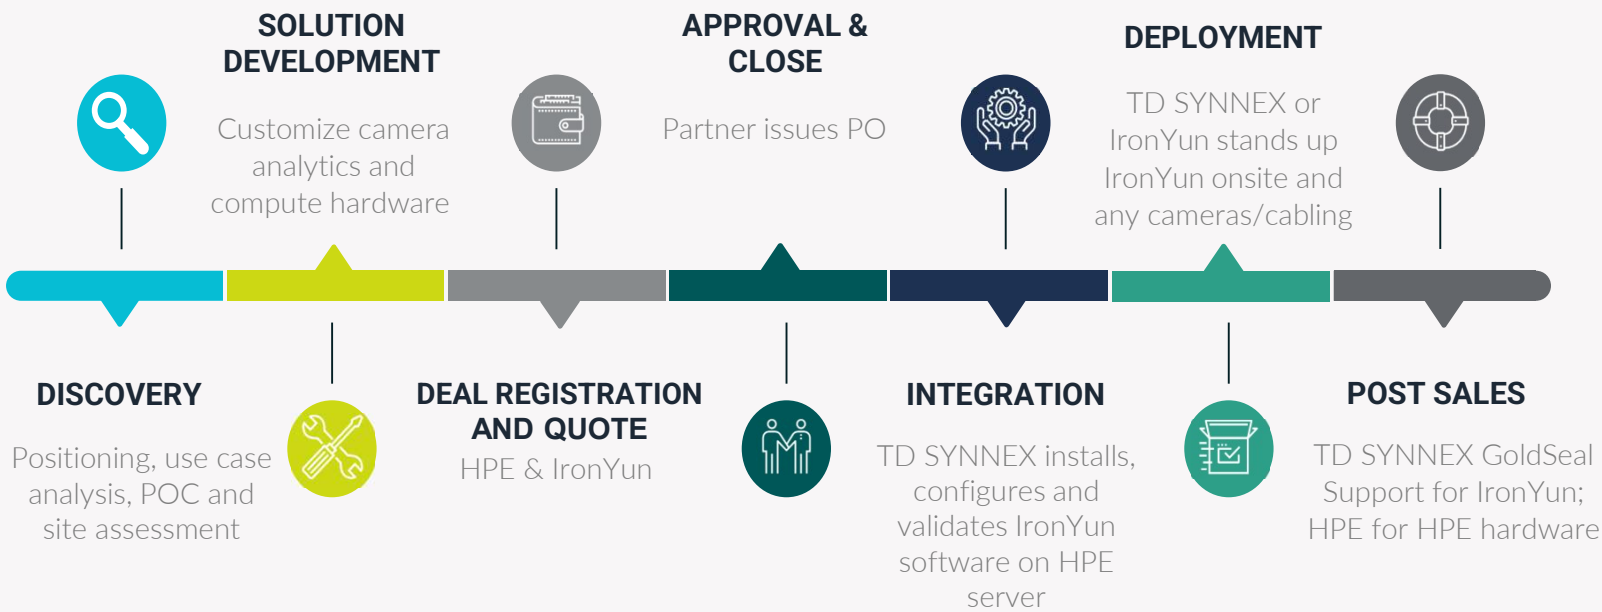 DISCOVERY
Positioning, use case
analysis, POC and
site assessment
SOLUTION
DEVELOPMENT
Customize camera
analytics and
compute hardware
DEAL REGISTRATION
AND QUOTE
HPE & IronYun
APPROVAL &
CLOSE
Partner issues PO
INTEGRATION
TD SYNNEX installs,
configures and
validates IronYun
software on HPE
server
DEPLOYMENT
TD SYNNEX or
IronYun stands up
IronYun onsite and
any cameras/cabling
POST SALES
TD SYNNEX GoldSeal
Support for IronYun;
HPE for HPE hardware